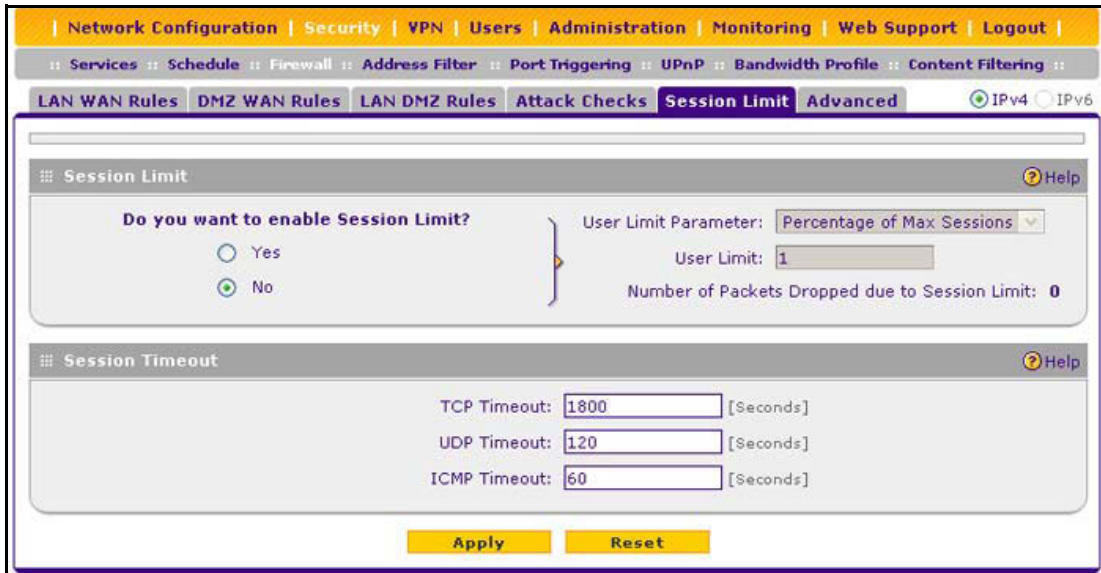 | Network Configuration | Security | VPN | Users | Administration | Monitoring | Web Support | Logout |
:: Services :: Schedule :: Firewall :: Address Filter :: Port Triggering :: UPnP :: Bandwidth Profile :: Content Filtering ::
LAN WAN Rules DMZ WAN Rules LAN DMZ Rules Attack Checks Session Limit Advanced IPv4 IPv6
Session Limit Help
Do you want to enable Session Limit?
Yes
No
User Limit Parameter: Percentage of Max Sessions
User Limit: 1
Number of Packets Dropped due to Session Limit: 0
Session Timeout Help
TCP Timeout: 1800 [Seconds]
UDP Timeout: 120 [Seconds]
ICMP Timeout: 60 [Seconds]
Apply Reset